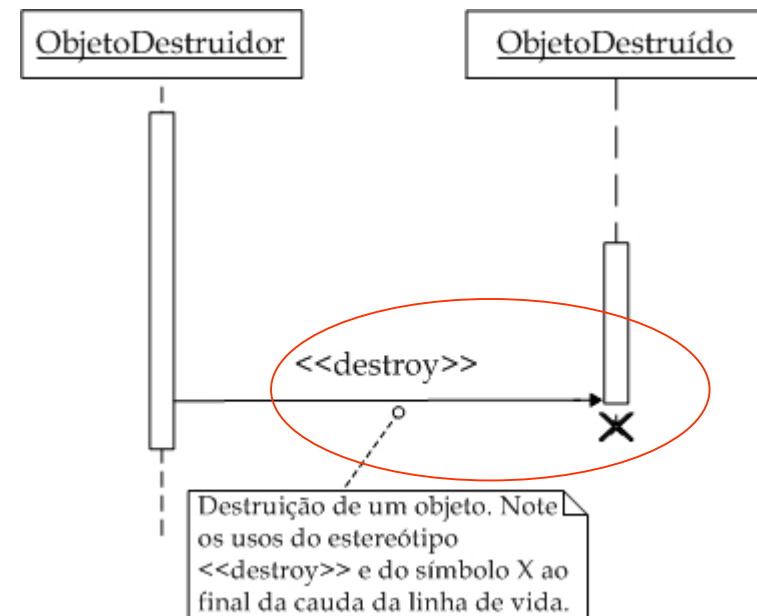 ObjetoDestruidor
ObjetoDestruído
<<destroy>>
Destruição de um objeto. Note
os usos do estereótipo
<<destroy>> e do símbolo X ao
final da cauda da linha de vida.